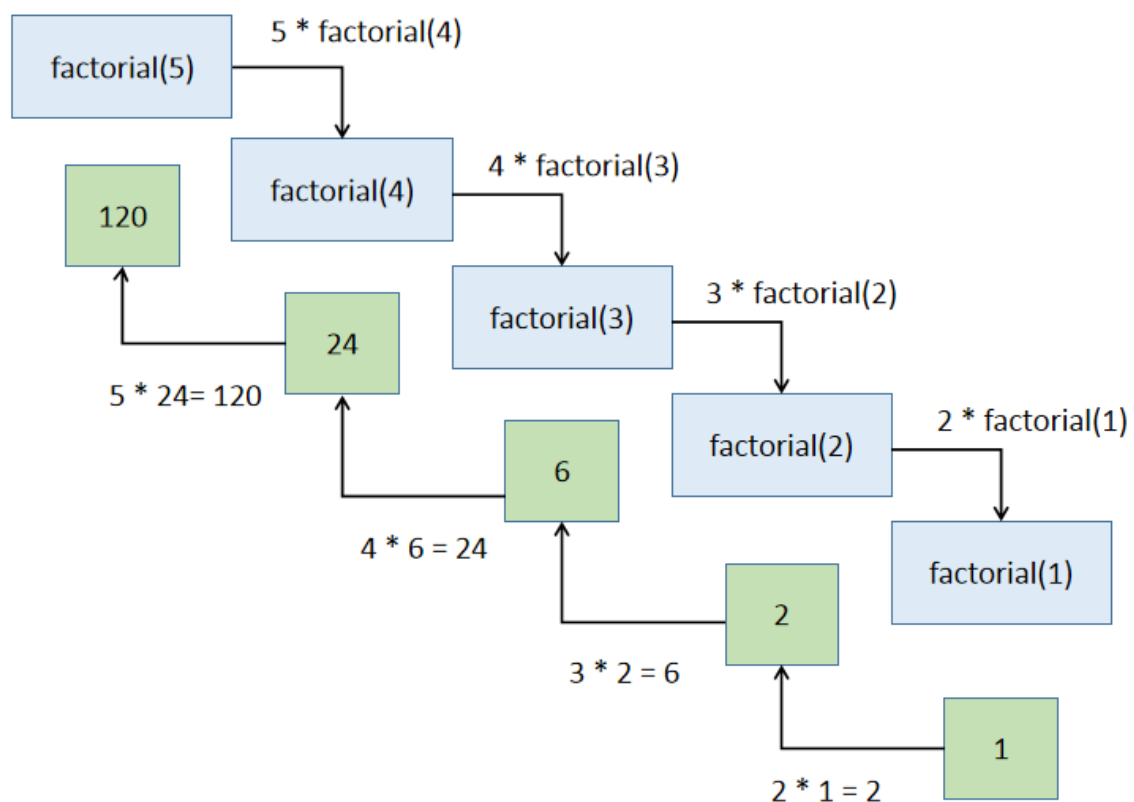 5 * factorial(4)
factorial(5)
4 * factorial(3)
factorial(4)
120
3 * factorial(2)
factorial(3)
24
5 * 24= 120
2 * factorial(1)
factorial(2)
6
4 * 6 = 24
factorial(1)
2
3 * 2 = 6
1
2 * 1 = 2